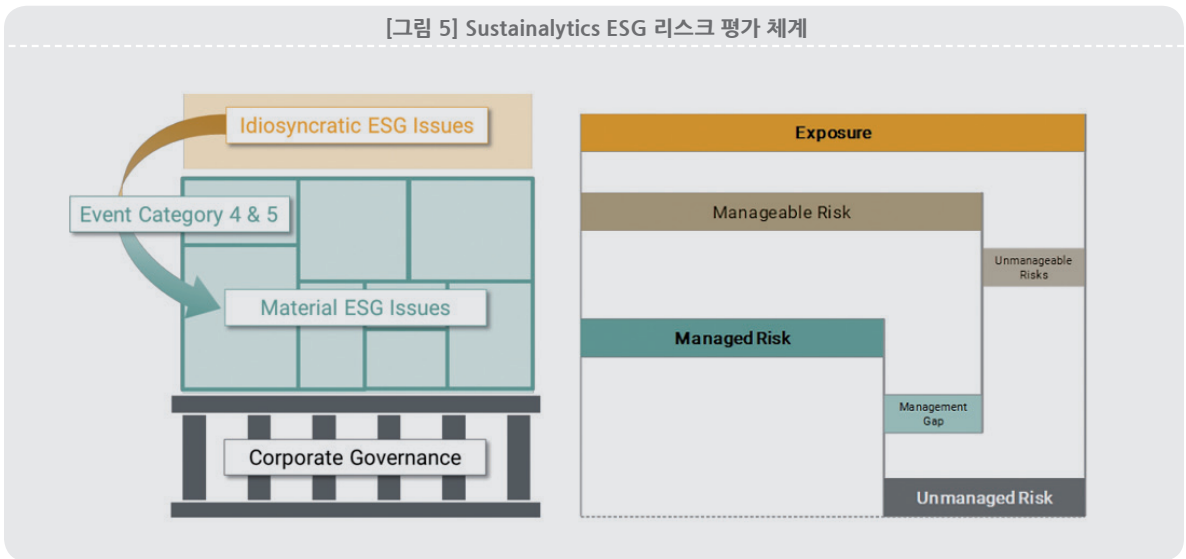 [그림 5] Sustainalytics ESG 리스크 평가 체계
Idiosyncratic ESG Issues
Event Category 4 & 5
Material ESG Issues
Corporate Governance
Exposure
Manageable Risk
Unmanageable
Risks
Managed Risk
Management
Gap
Unmanaged Risk